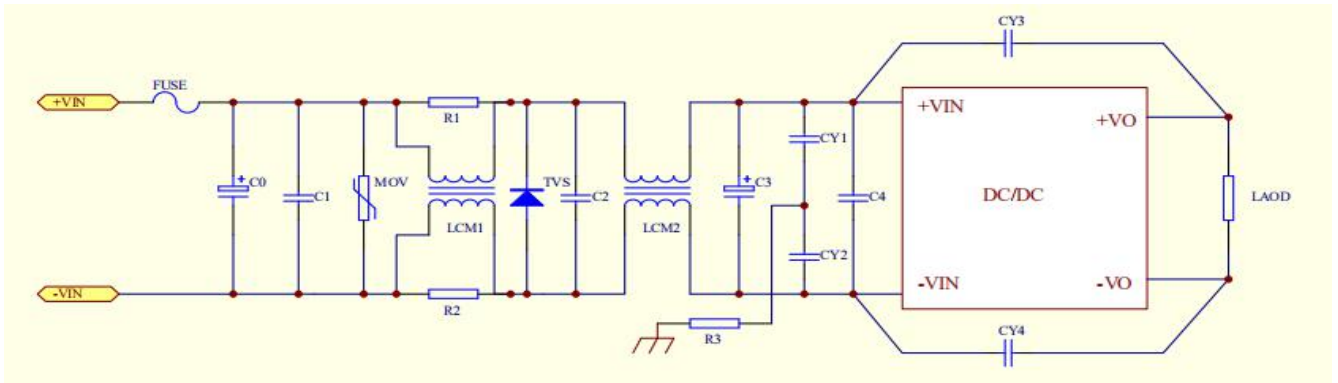 CY3
FUSE
+VIN
R1
+VIN
+VO
CY1
C0
C1
MOV
TVS
C2
C3
C4
DC/DC
LAOD
LCM1
LCM2
CY2
-VIN
R2
-VIN
-VO
R3
CY4